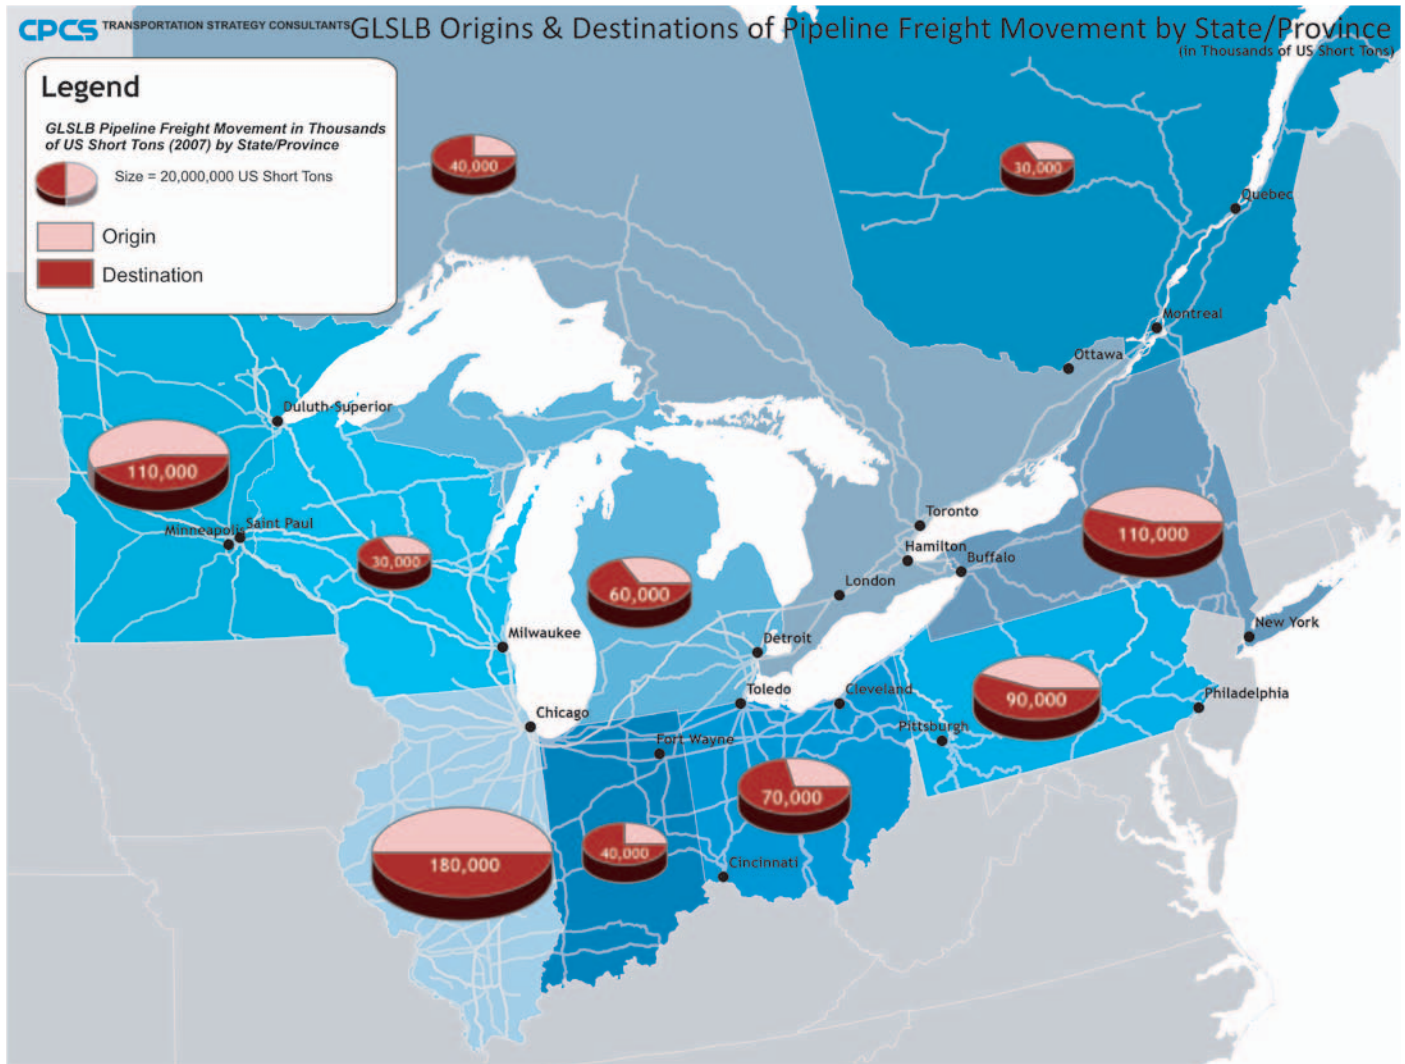 CPCS TRANSPORTATION STRATEGY CONSULTANTS
GLSLB Origins & Destinations of Pipeline Freight Movement by State/Province
(in Thousands of US Short Tons)
Legend
GLSLB Pipeline Freight Movement in Thousands
of US Short Tons (2007) by State/Province
Size = 20,000,000 US Short Tons
Origin
Destination
40,000
30,000
Quebec
Montreal
Ottawa
Duluth-Superior
110,000
Toronto
Saint Paul
Minneapolis
110,000
Hamilton
Buffalo
30,000
London
60,000
New York
Milwaukee
Detroit
Toledo
Cleveland
Philadelphia
90,000
Chicago
Pittsburgh
Fort Wayne
70,000
40,000
180,000
Cincinnati